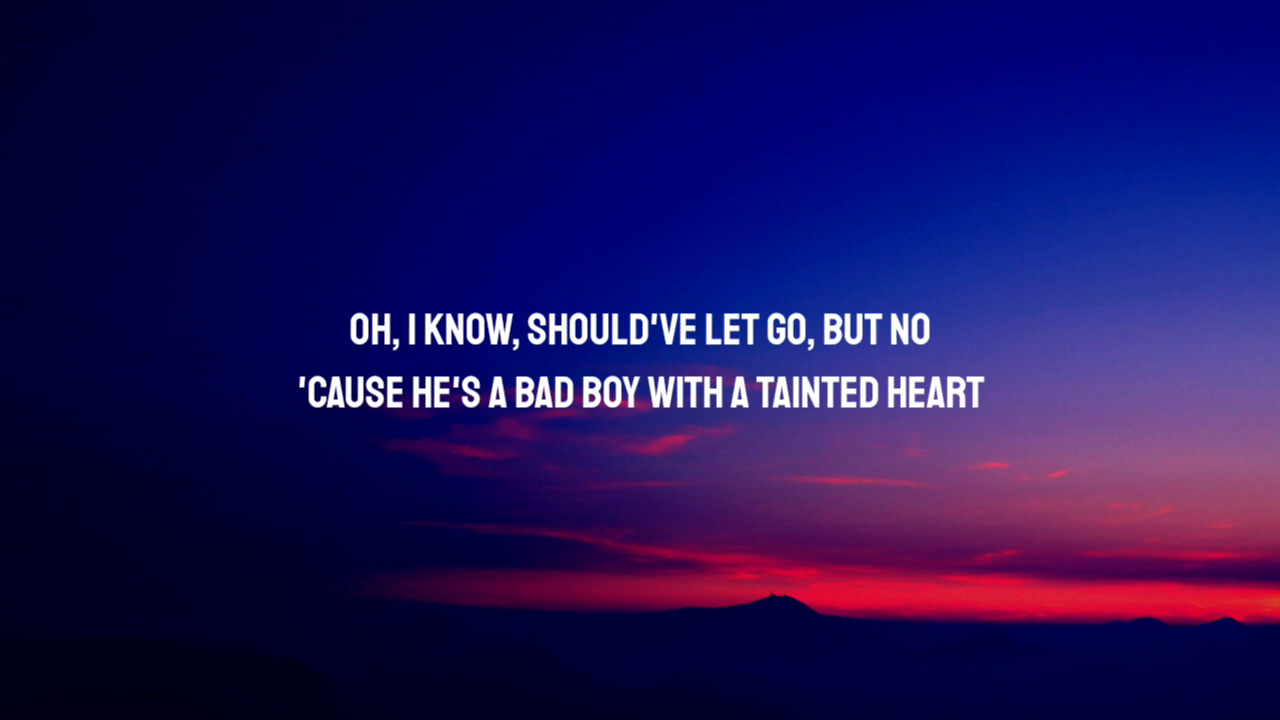 OH, I KNOW, SHOULD'VE LET GO, BUT NO
'CAUSE HE'S A BAD BOY WITH A TAINTED HEART